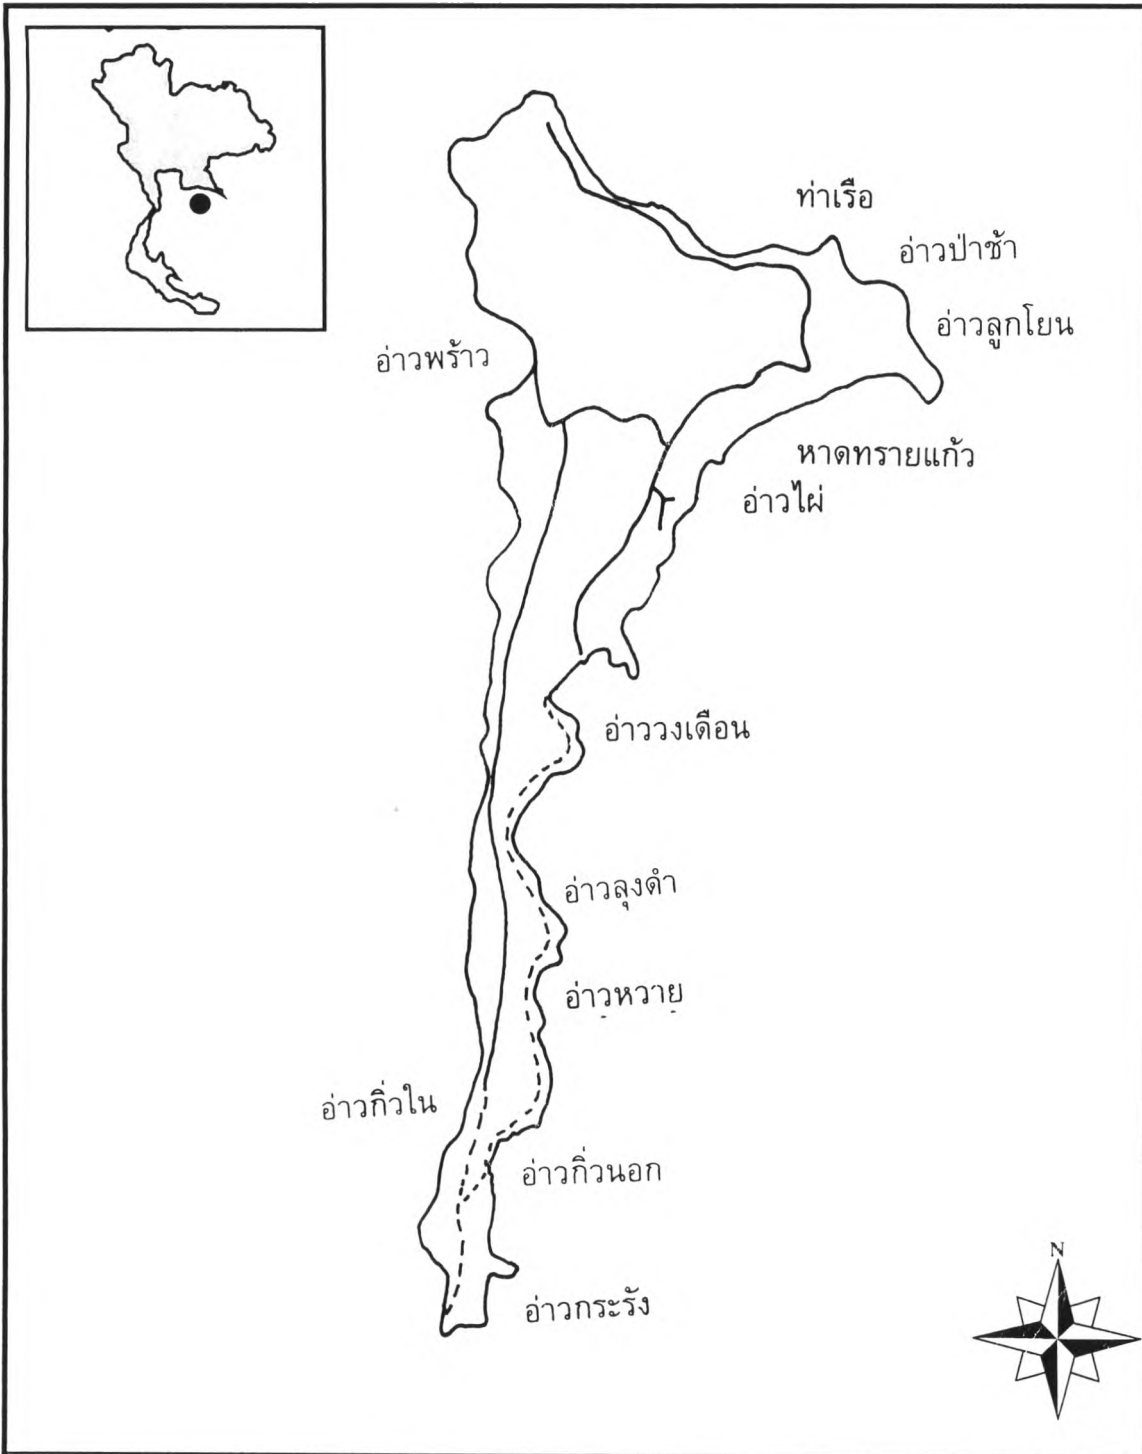 ท่าเรือ
อ่าวป่าช้า
อ่าวลูกโยน
อ่าวพร้าว
หาดทรายแก้ว
อ่าวไผ่
อ่าววงเดือน
อ่าวลุงดำ
อ่าวหวาย
อ่าวกิ่วใน
อ่าวกิ่วนอก
N
อ่าวกระรัง